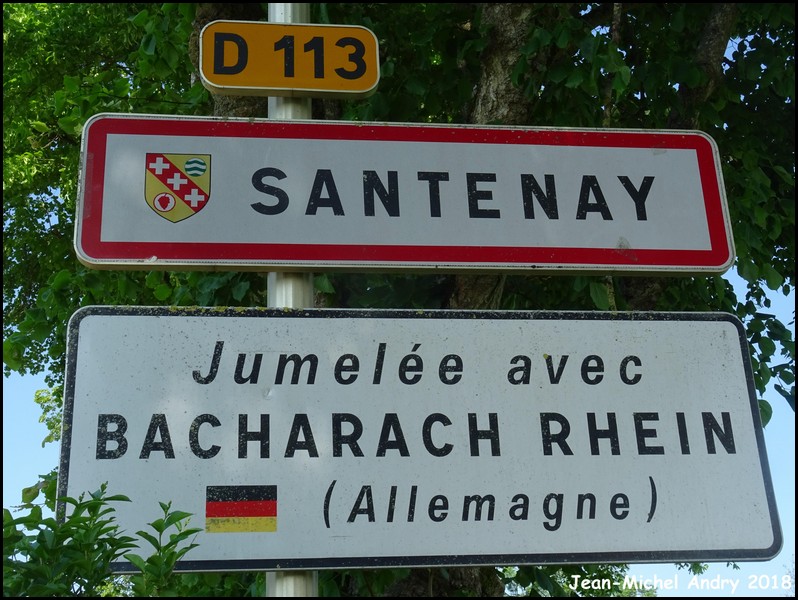 D 113
SANTENAY
Jumelée avec
BACHARACH RHEIN
(Allemagne)
Jean-Michel Andry 2018